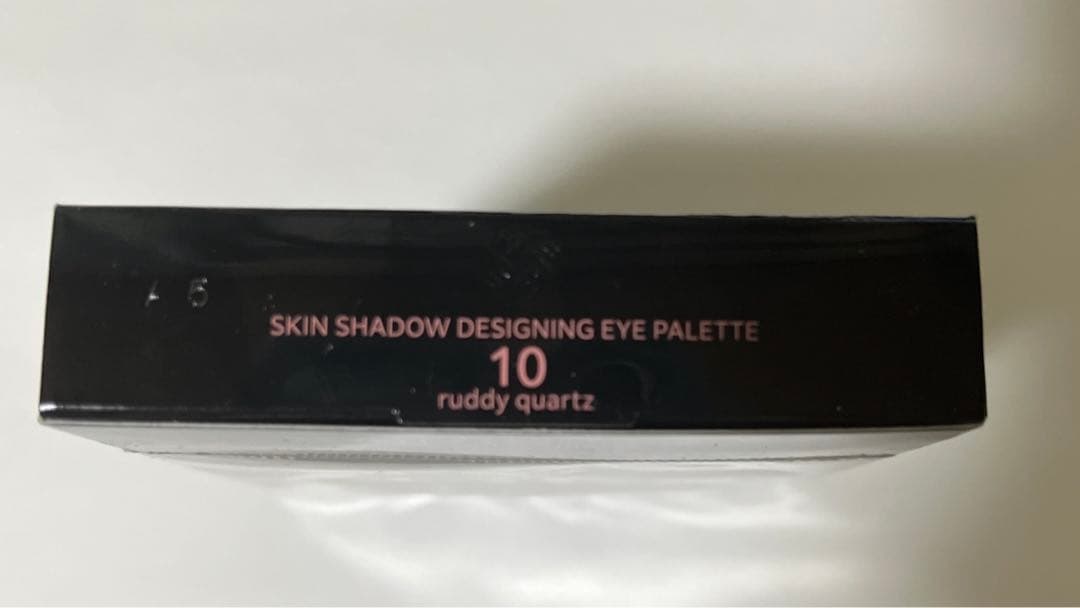 SKIN SHADOW DESIGNING EYE PALETTE
10
ruddy quartz